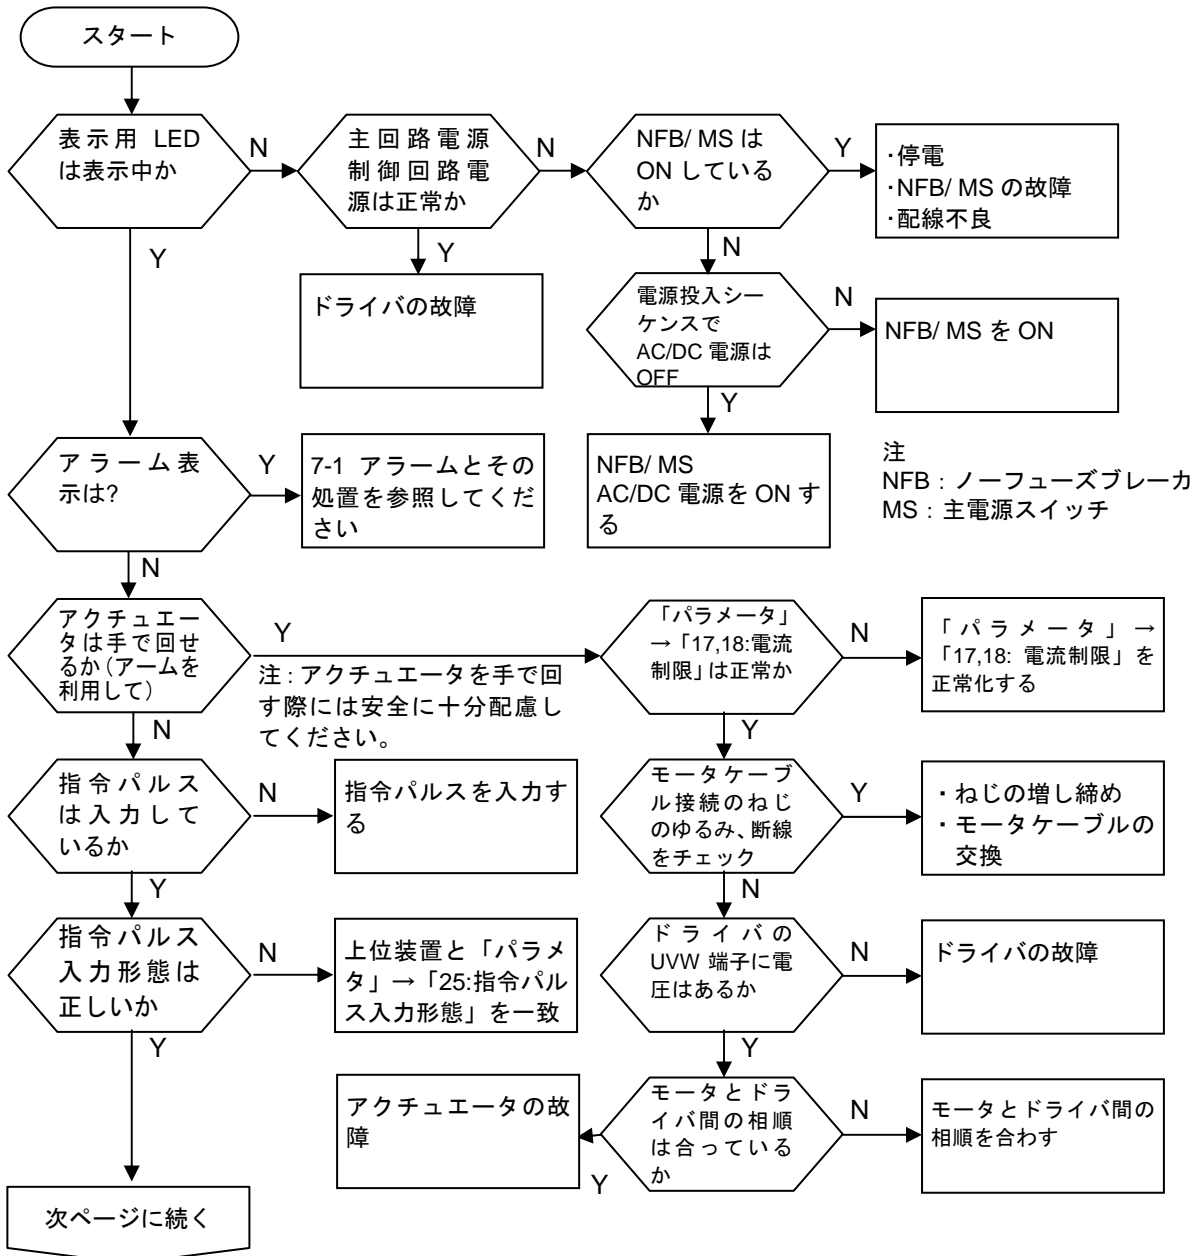 スタート
表示用 LED
は表示中か
N
主回路電源
制御回路電
源は正常か
N
NFB/ MS は
ON している
か
Y
･停電
･NFB/ MS の故障
･配線不良
Y
Y
N
ドライバの故障
電源投入シー
ケンスで
AC/DC 電源は
OFF
N
NFB/ MS を ON
Y
アラーム表
示は?
Y
7-1 アラームとその
処置を参照してくだ
さい
NFB/ MS
AC/DC 電源を ON す
る
注
NFB：ノーフューズブレーカ
MS：主電源スイッチ
N
アクチュエー
タは手で回せ
るか（アームを
利用して）
Y
注：アクチュエータを手で回
す際には安全に十分配慮し
てください。
「パラメータ」
→「17,18:電流
制限」は正常か
N
「パラメータ」→
「17,18: 電流制限」を
正常化する
N
Y
指令パルス
は入力して
いるか
N
指令パルスを入力す
る
モータケーブ
ル接続のねじ
のゆるみ、断線
をチェック
Y
・ねじの増し締め
・モータケーブルの
交換
Y
N
指令パルス
入力形態は
正しいか
N
上位装置と「パラメ
タ」→「25:指令パル
ス入力形態」を一致
ドライバの
UVW 端子に電
圧はあるか
N
ドライバの故障
Y
Y
アクチュエータの故
障
モータとドラ
イバ間の相順
は合っている
か
N
モータとドライバ間の
相順を合わす
Y
次ページに続く